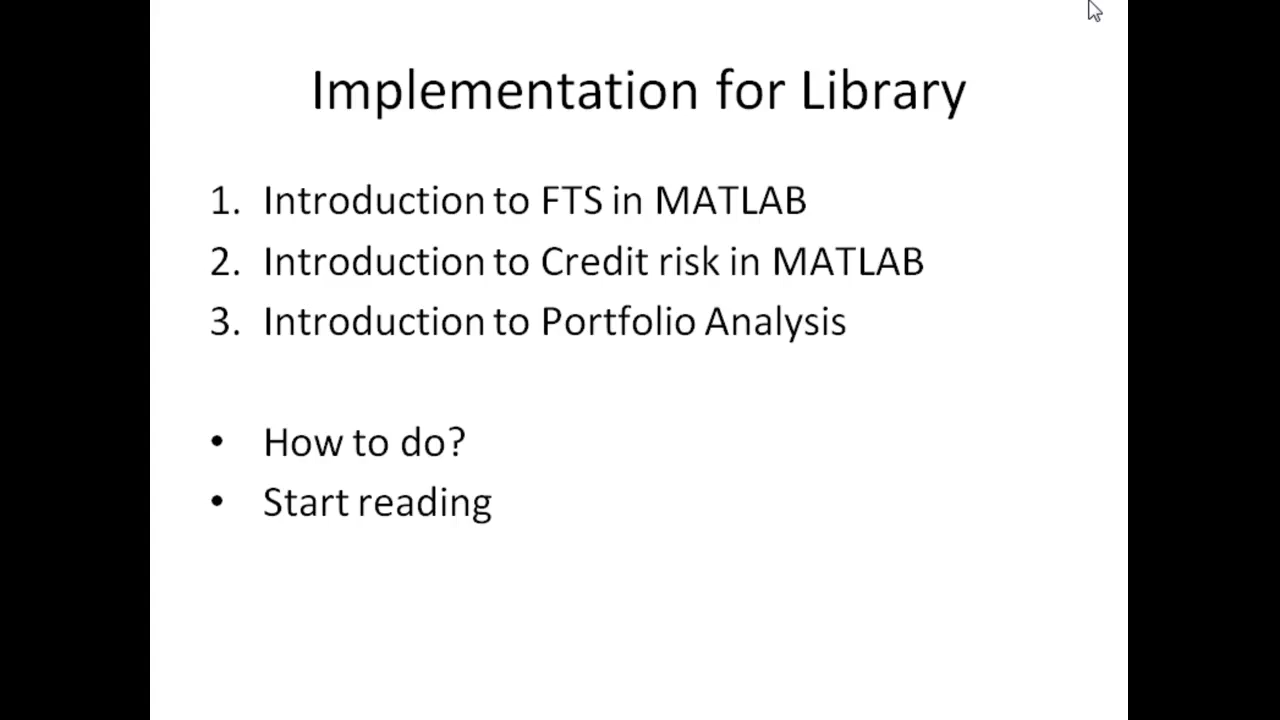 Implementation for Library
1. Introduction to FTS in MATLAB
2. Introduction to Credit risk in MATLAB
3. Introduction to Portfolio Analysis
• How to do?
• Start reading